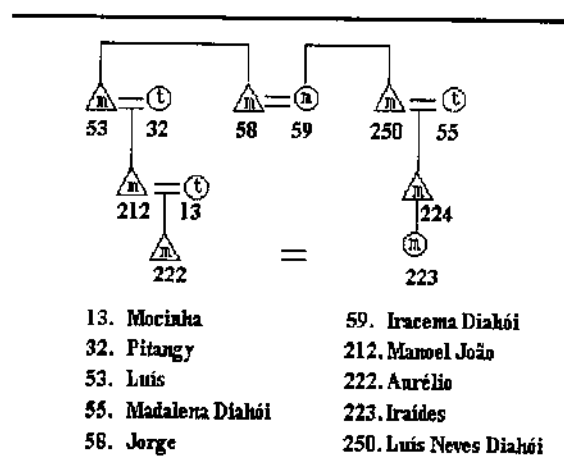 m t m m m t
53 32 58 59 250 55
m t m
212 13 224
m = m
222 223
13. Mocinha
32. Pitangy
53. Luís
55. Madalena Diahói
58. Jorge
59. Iracema Diahói
212. Manoel João
222. Aurélio
223. Iraídes
250. Luís Neves Diahói